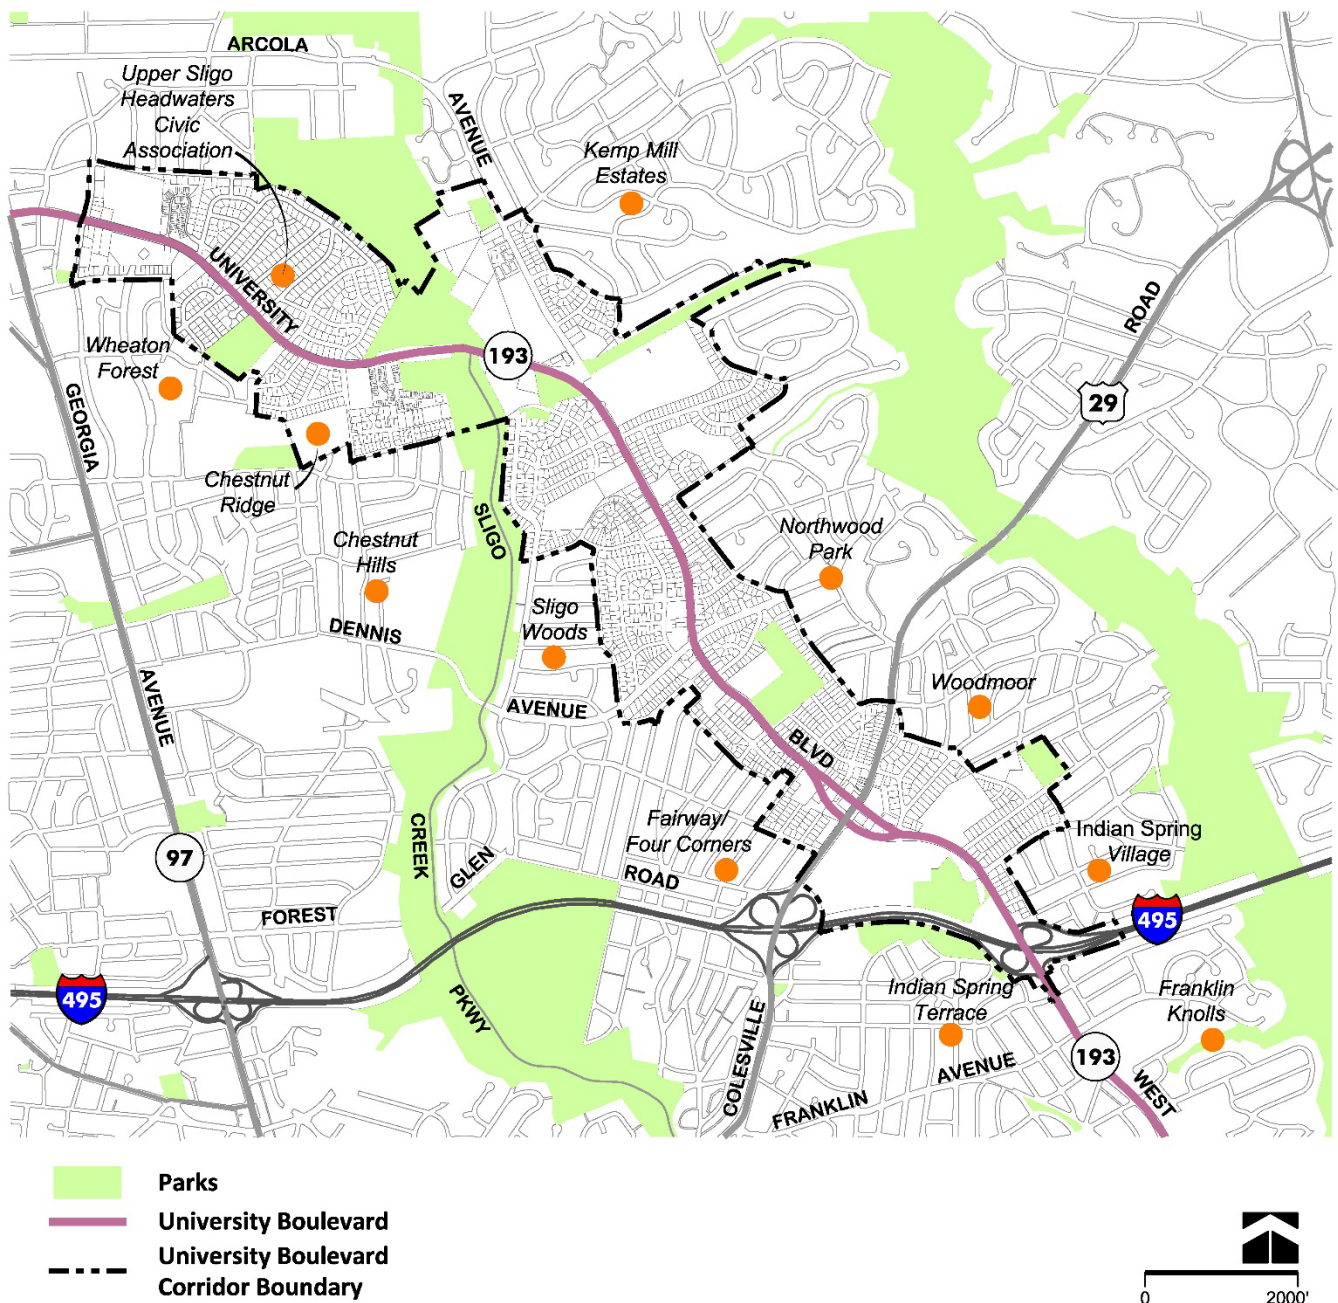 ARCOLA
AVENUE
Upper Sligo
Headwaters
Civic
Association
Kemp Mill
Estates
UNIVERSITY
193
Wheaton
Forest
GEORGIA
AVENUE
29
ROAD
Chestnut
Ridge
SLIGO
Chestnut
Hills
Northwood
Park
Sligo
Woods
DENNIS
AVENUE
Woodmoor
BLVD
Fairway/
Four Corners
Indian Spring
Village
97
CREEK
GLEN
ROAD
FOREST
495
495
PKWY
COLESVILLE
Indian Spring
Terrace
Franklin
Knolls
193
WEST
FRANKLIN
AVENUE
Parks
University Boulevard
University Boulevard
Corridor Boundary
0 2000'